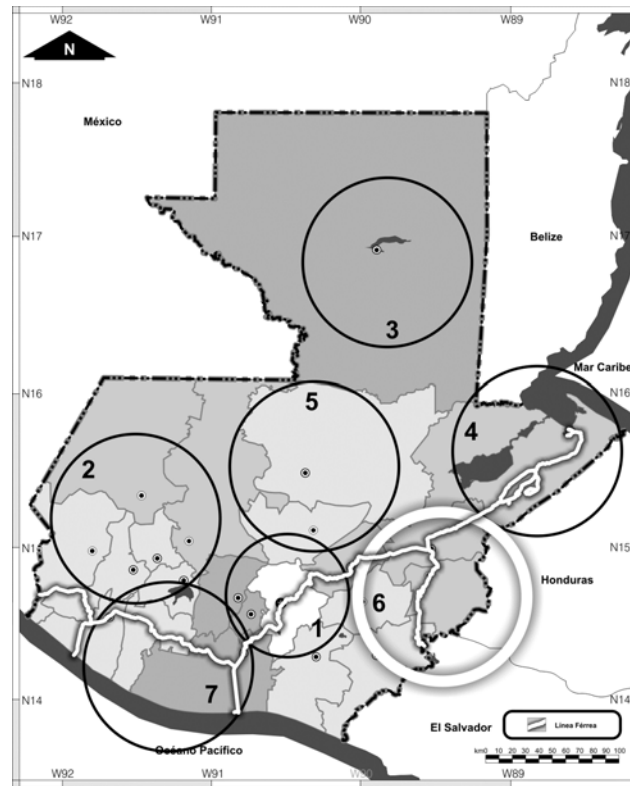 W92 W91 W90 W89
N
N18 N18
México
N17 N17
Belize
3
Mar Caribe
N16 N16
5
4
2
N15 N15
Honduras
6
1
7
N14 N14
El Salvador
Línea Férrea
Océano Pacífico
km0 10 20 30 40 50 60 70 80 90 100
W92 W91 W90 W89